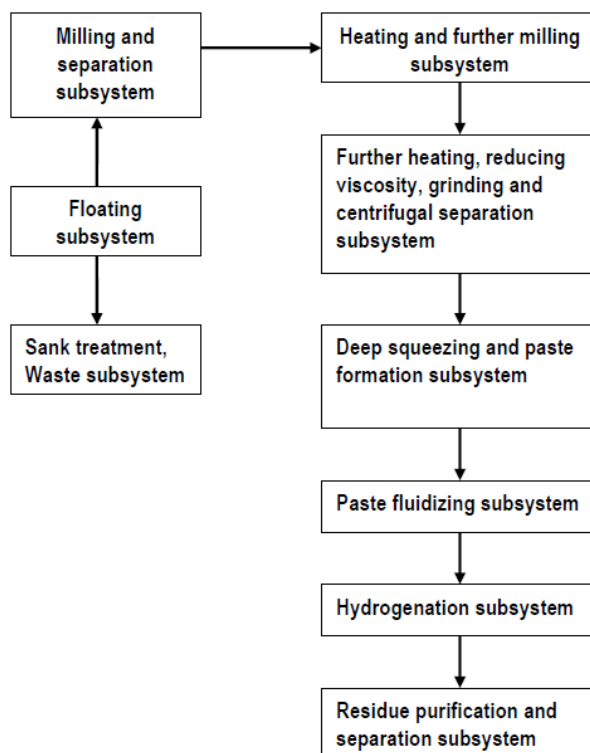 Milling and
separation
subsystem
Heating and further milling
subsystem
Further heating, reducing
viscosity, grinding and
centrifugal separation
subsystem
Floating
subsystem
Sank treatment,
Waste subsystem
Deep squeezing and paste
formation subsystem
Paste fluidizing subsystem
Hydrogenation subsystem
Residue purification and
separation subsystem